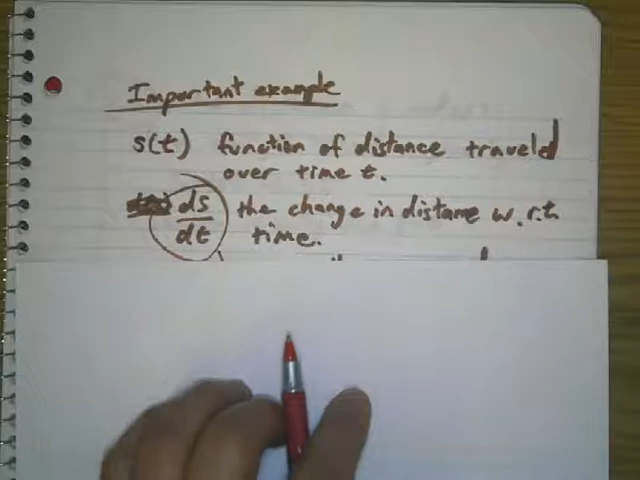 Important example
s(t) function of distance traveled
over time t.
ds/dt the change in distance w.r.t.
time.